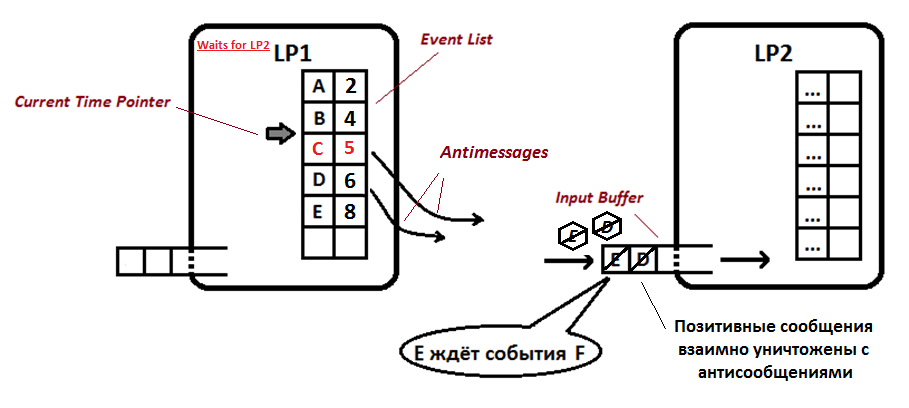 Waits for LP2
LP1
Event List
LP2
A 2
B 4
C 5
D 6
E 8
Current Time Pointer
Antimessages
Input Buffer
E D
E D
...
...
...
...
...
...
E ждёт события F
Позитивные сообщения
взаимно уничтожены с
антисообщениями